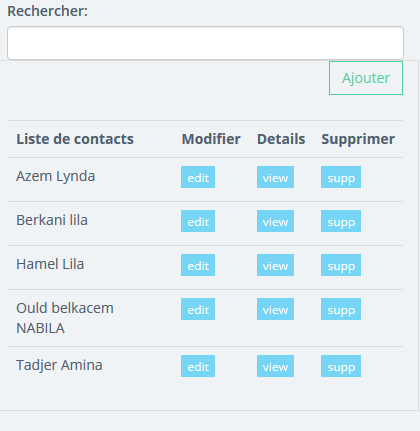 Rechercher:
Ajouter
Liste de contacts Modifier Details Supprimer
Azem Lynda edit view supp
Berkani lila edit view supp
Hamel Lila edit view supp
Ould belkacem edit view supp
NABILA
Tadjer Amina edit view supp